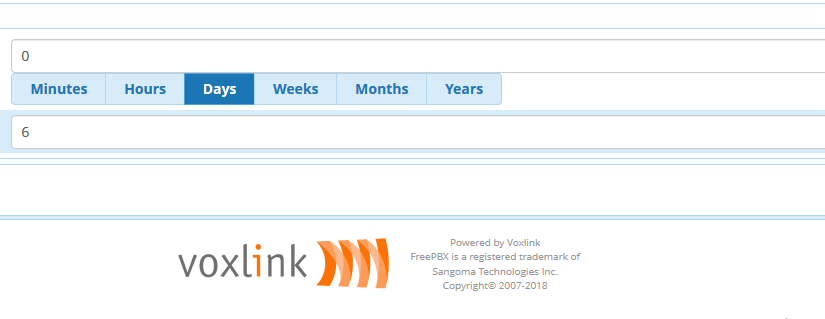 0
Minutes Hours Days Weeks Months Years
6
voxlink
Powered by Voxlink
FreePBX is a registered trademark of
Sangoma Technologies Inc.
Copyright© 2007-2018